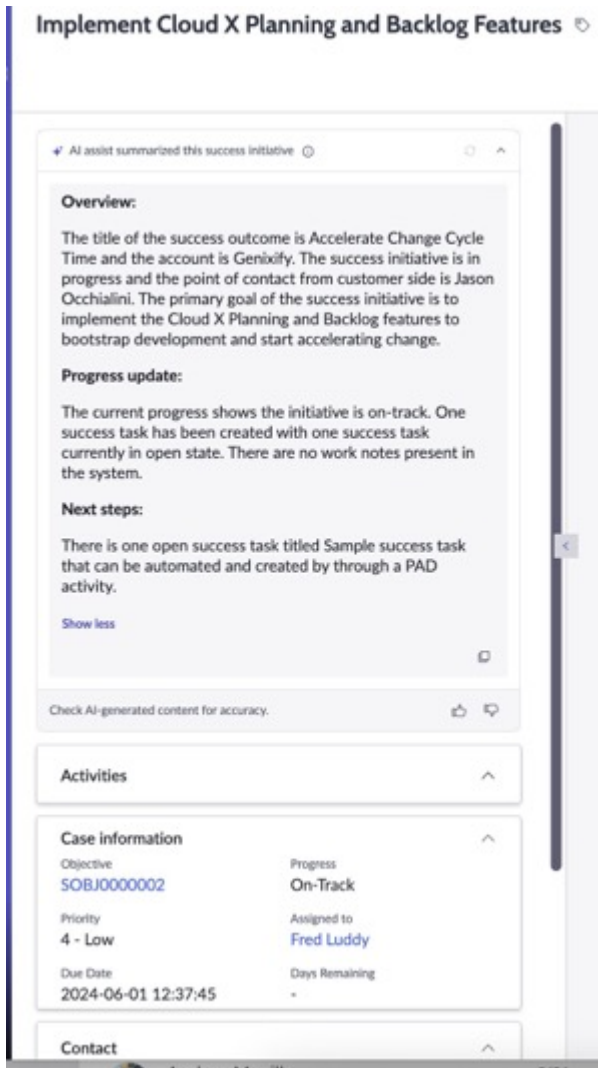 Implement Cloud X Planning and Backlog Features
AI assist summarized this success initiative
Overview:
The title of the success outcome is Accelerate Change Cycle
Time and the account is Genixify. The success initiative is in
progress and the point of contact from customer side is Jason
Occhialini. The primary goal of the success initiative is to
implement the Cloud X Planning and Backlog features to
bootstrap development and start accelerating change.
Progress update:
The current progress shows the initiative is on-track. One
success task has been created with one success task
currently in open state. There are no work notes present in
the system.
Next steps:
There is one open success task titled Sample success task
that can be automated and created by through a PAD
activity.
Show less
Check AI-generated content for accuracy.
Activities
Case information
Objective Progress
SOBJ0000002 On-Track
Priority Assigned to
4 - Low Fred Luddy
Due Date Days Remaining
2024-06-01 12:37:45 -
Contact